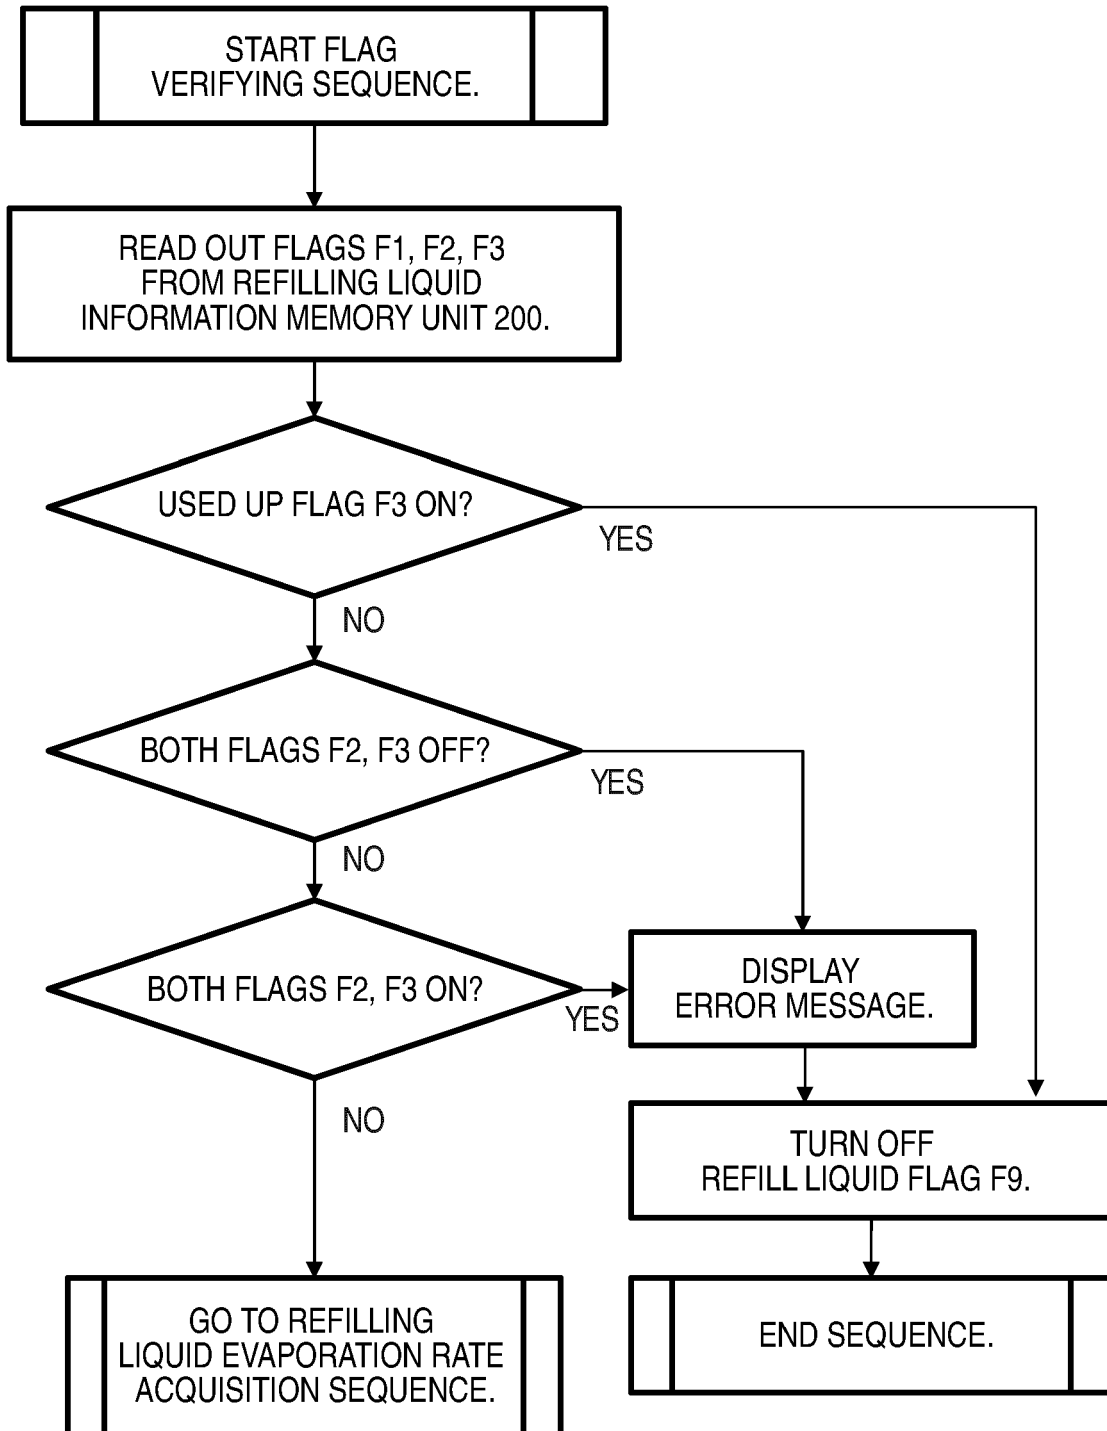 START FLAG
VERIFYING SEQUENCE.
READ OUT FLAGS F1, F2, F3
FROM REFILLING LIQUID
INFORMATION MEMORY UNIT 200.
USED UP FLAG F3 ON?
YES
NO
BOTH FLAGS F2, F3 OFF?
YES
NO
BOTH FLAGS F2, F3 ON?
YES
NO
DISPLAY
ERROR MESSAGE.
TURN OFF
REFILL LIQUID FLAG F9.
GO TO REFILLING
LIQUID EVAPORATION RATE
ACQUISITION SEQUENCE.
END SEQUENCE.